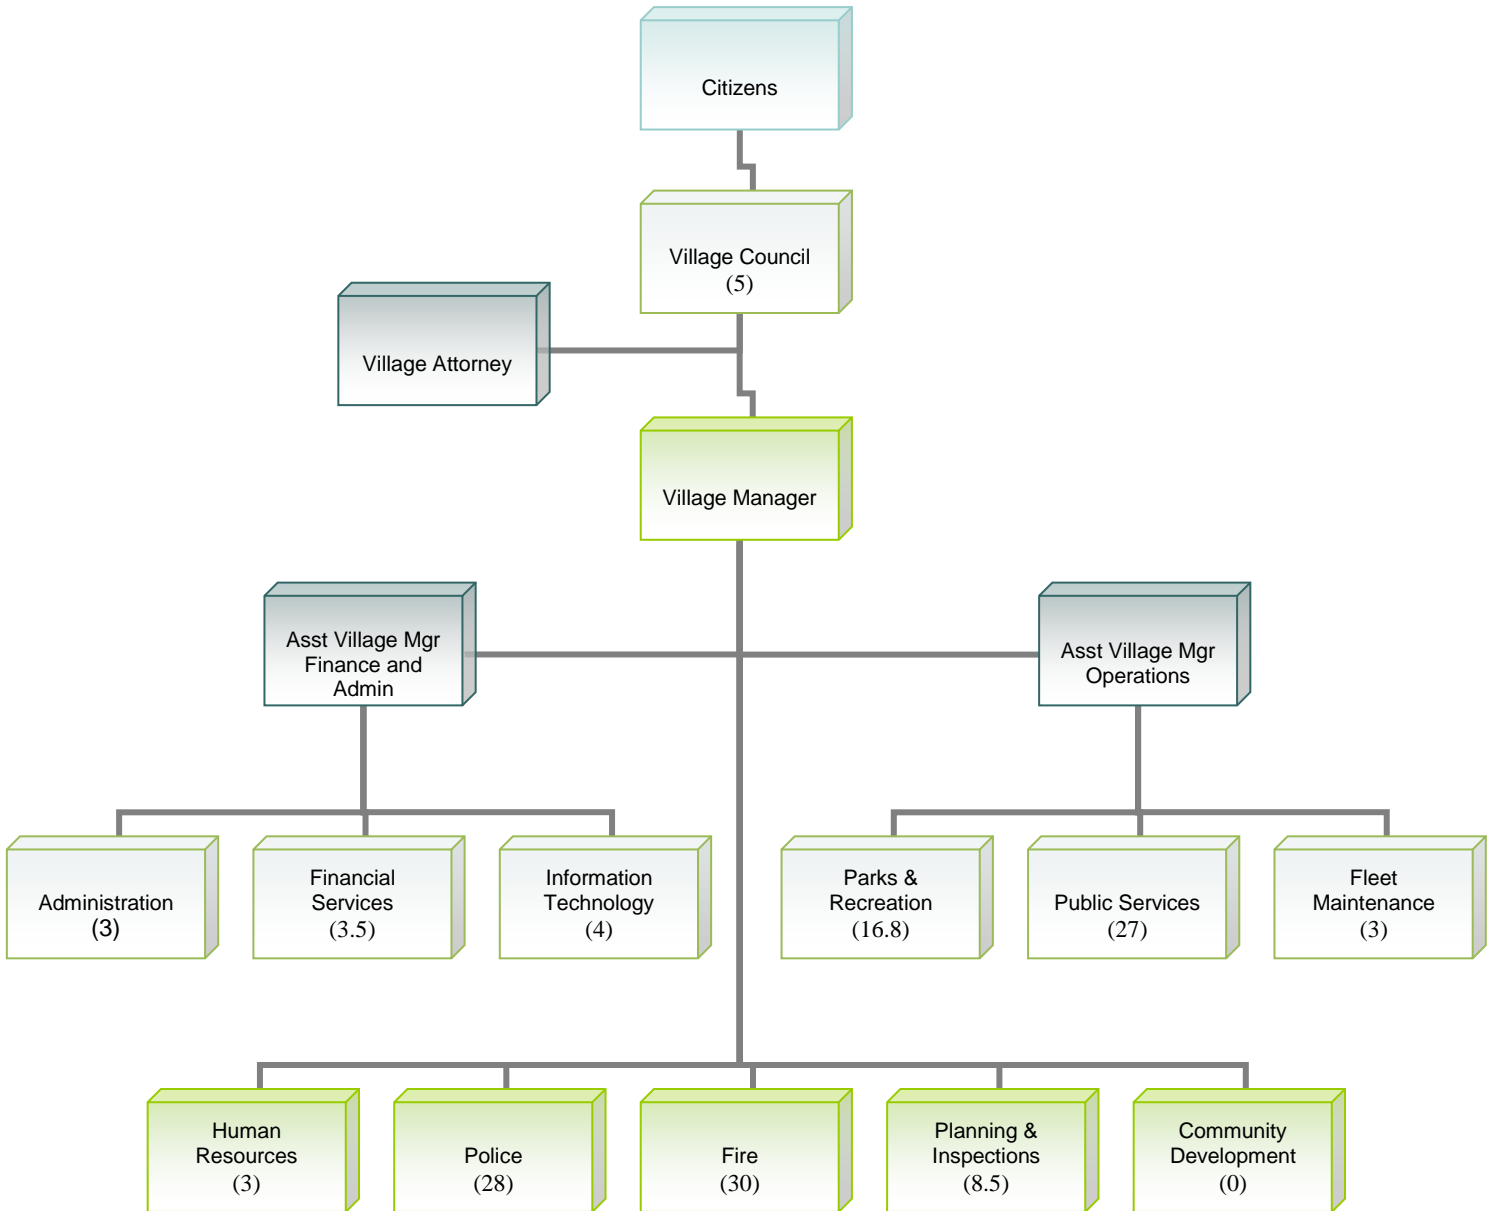 Citizens
Village Council
(5)
Village Attorney
Village Manager
Asst Village Mgr
Finance and
Admin
Asst Village Mgr
Operations
Administration
(3)
Financial
Services
(3.5)
Information
Technology
(4)
Parks &
Recreation
(16.8)
Public Services
(27)
Fleet
Maintenance
(3)
Human
Resources
(3)
Police
(28)
Fire
(30)
Planning &
Inspections
(8.5)
Community
Development
(0)